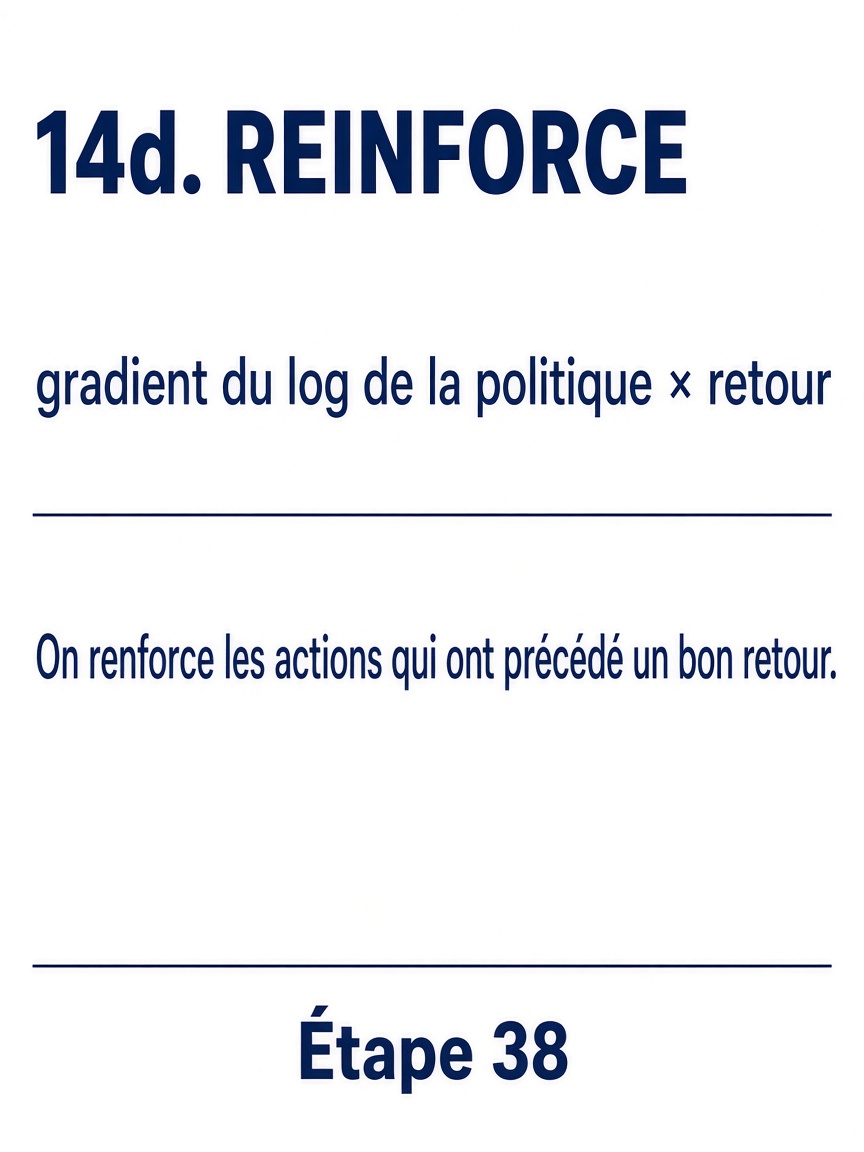 14d. REINFORCE
gradient du log de la politique × retour
On renforce les actions qui ont précédé un bon retour.
Étape 38